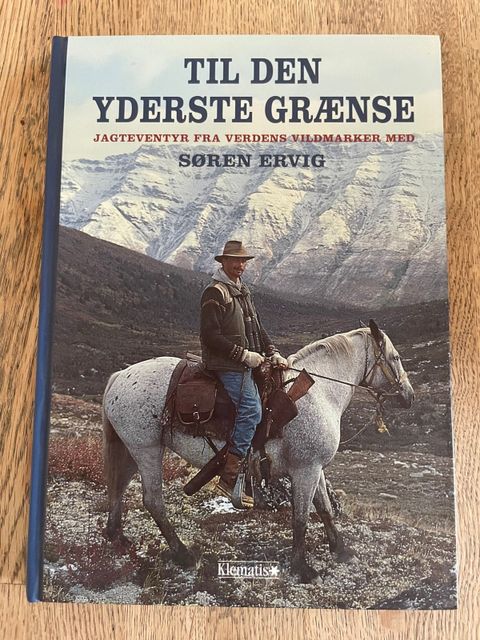 TIL DEN
YDERSTE GRÆNSE
JAGTEVENTYR FRA VERDENS VILDMARKER MED
SØREN ERVIG
Klematis